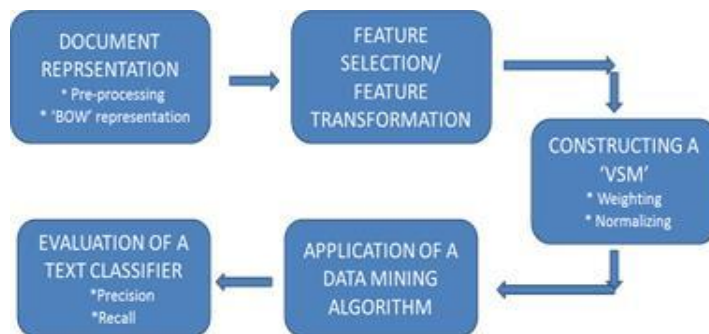 DOCUMENT
REPRSENTATION
* Pre-processing
* 'BOW' representation
FEATURE
SELECTION/
FEATURE
TRANSFORMATION
CONSTRUCTING A
'VSM'
* Weighting
* Normalizing
APPLICATION OF A
DATA MINING
ALGORITHM
EVALUATION OF A
TEXT CLASSIFIER
*Precision
*Recall